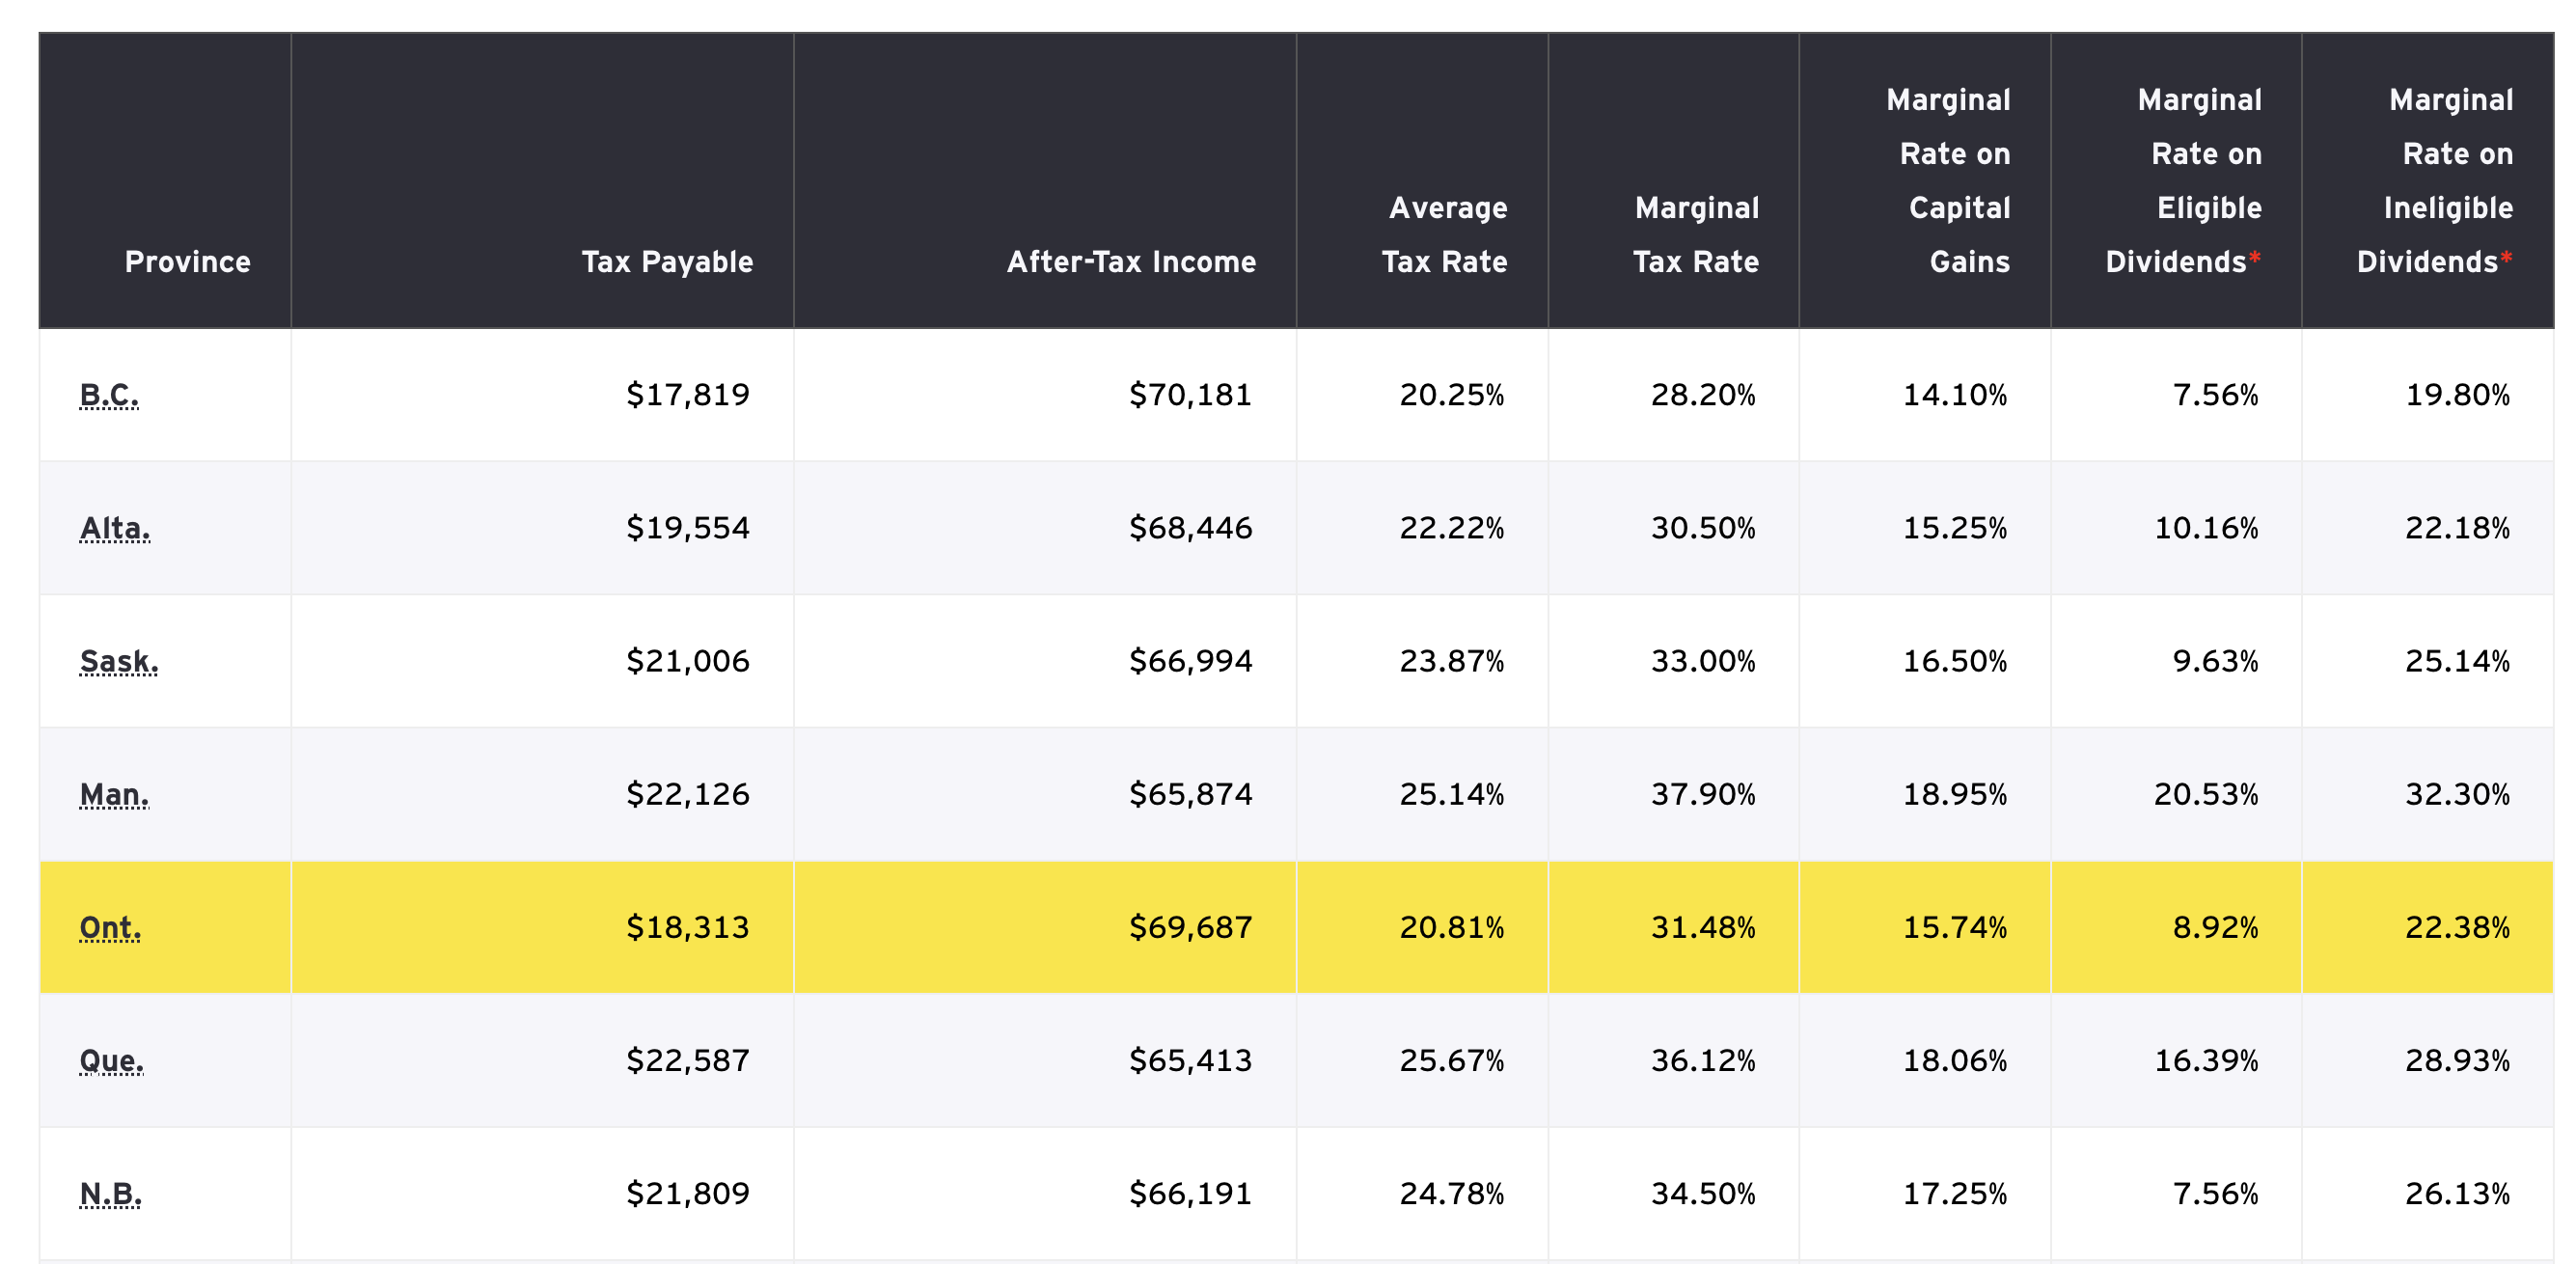 Province Tax Payable After-Tax Income Average Tax Rate Marginal Tax Rate Marginal Rate on Capital Gains Marginal Rate on Eligible Dividends* Marginal Rate on Ineligible Dividends*
B.C. $17,819 $70,181 20.25% 28.20% 14.10% 7.56% 19.80%
Alta. $19,554 $68,446 22.22% 30.50% 15.25% 10.16% 22.18%
Sask. $21,006 $66,994 23.87% 33.00% 16.50% 9.63% 25.14%
Man. $22,126 $65,874 25.14% 37.90% 18.95% 20.53% 32.30%
Ont. $18,313 $69,687 20.81% 31.48% 15.74% 8.92% 22.38%
Que. $22,587 $65,413 25.67% 36.12% 18.06% 16.39% 28.93%
N.B. $21,809 $66,191 24.78% 34.50% 17.25% 7.56% 26.13%